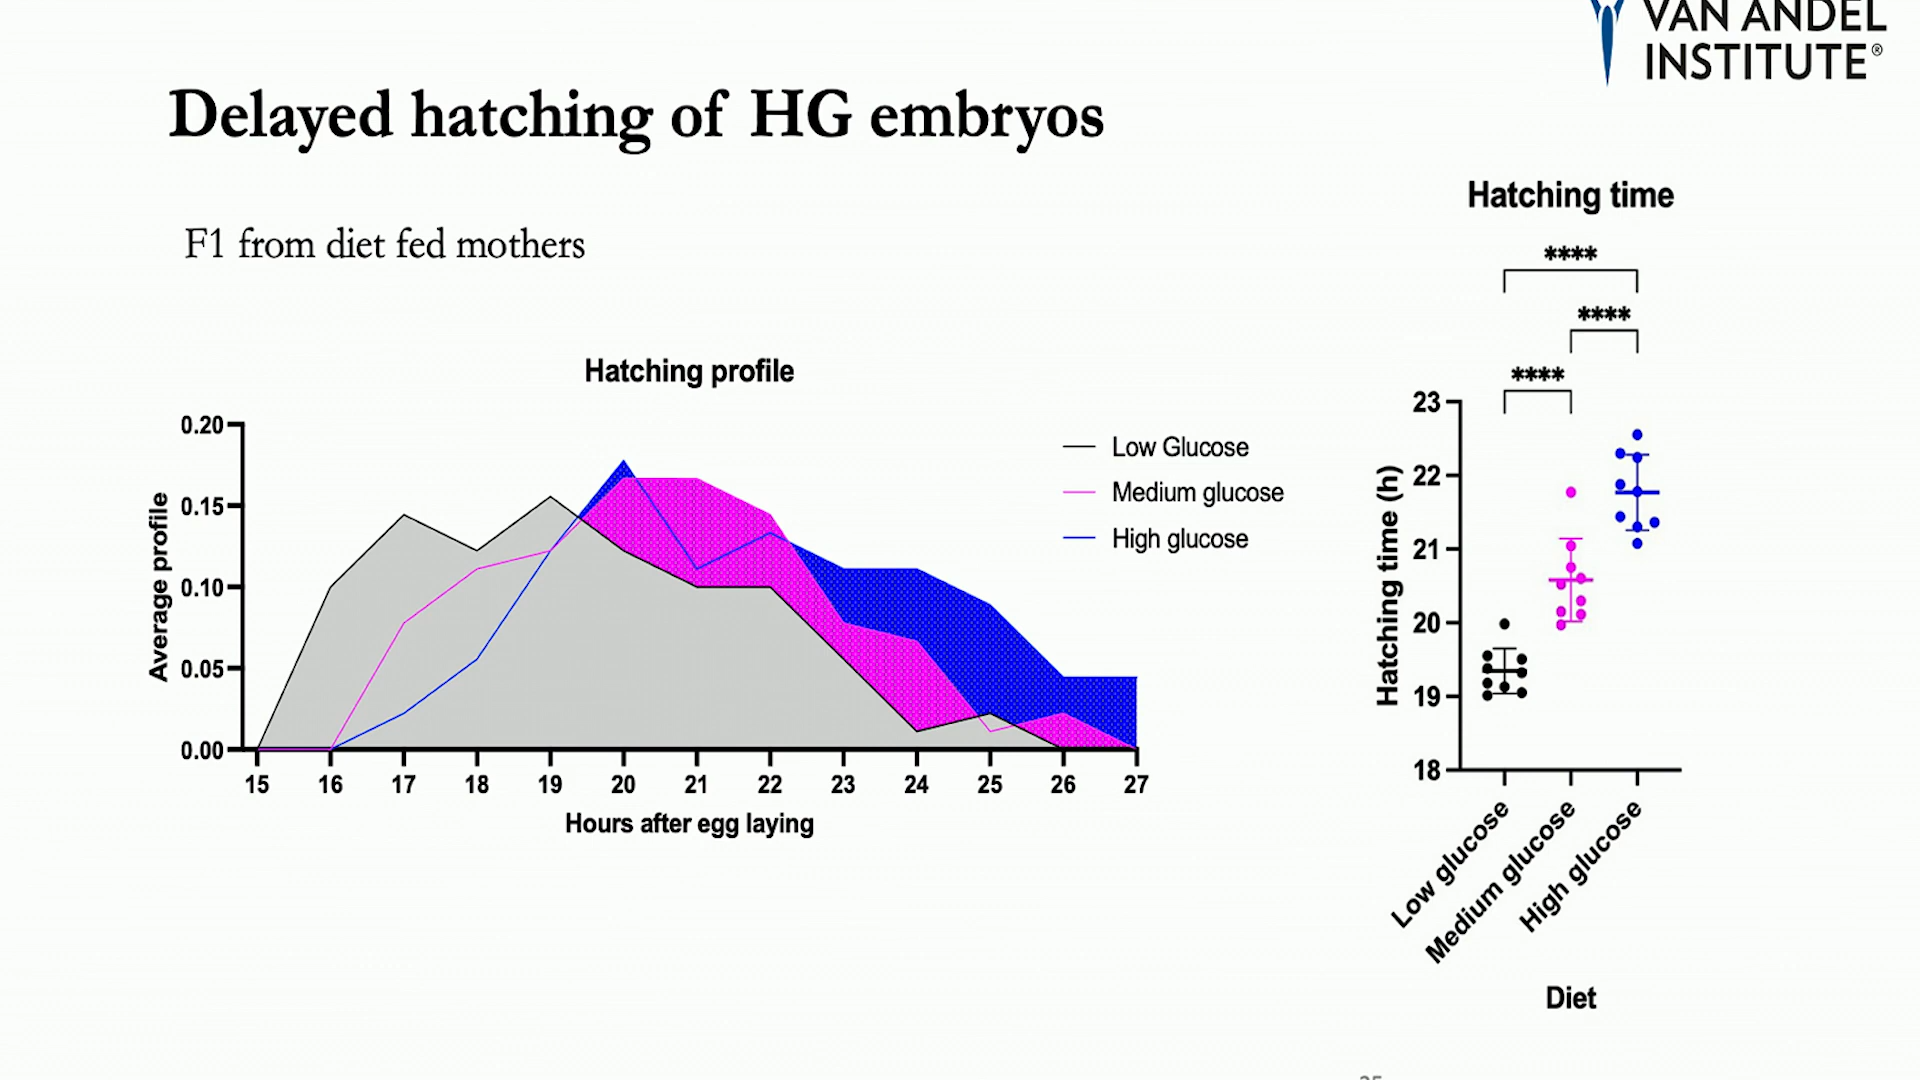 VAN ANDEL
INSTITUTE®
Delayed hatching of HG embryos
F1 from diet fed mothers
Hatching profile
0.20
0.15
0.10
0.05
0.00
Average profile
15 16 17 18 19 20 21 22 23 24 25 26 27
Hours after egg laying
Low Glucose
Medium glucose
High glucose
Hatching time
****
****
****
23
22
21
20
19
18
Hatching time (h)
Low glucose
Medium glucose
High glucose
Diet